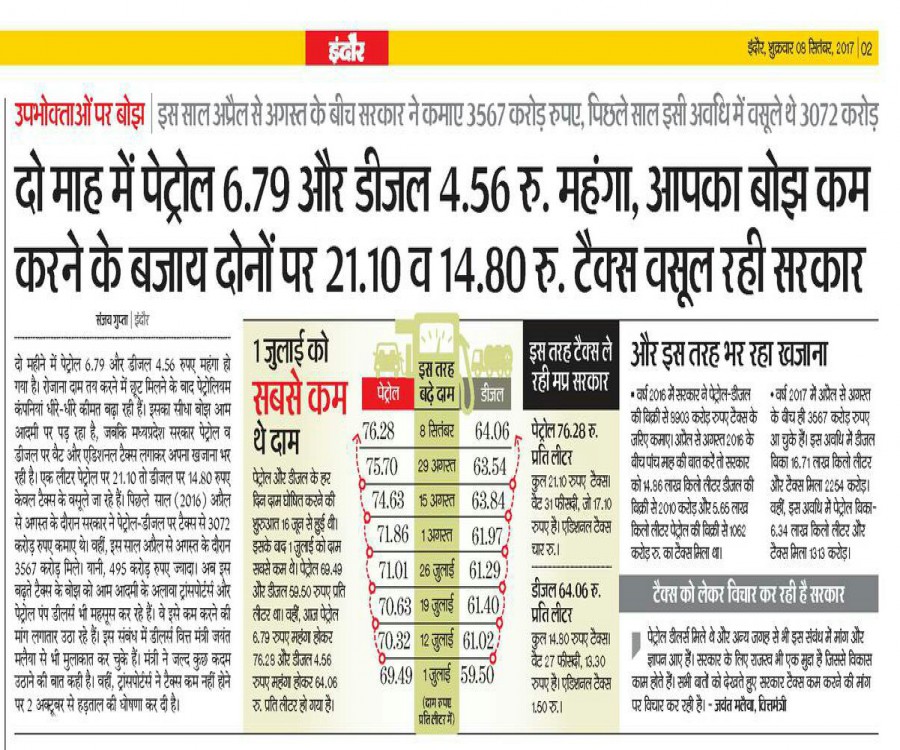 इंदौर
इंदौर, शुक्रवार 08 सितंबर, 2017 | 02
उपभोक्ताओं पर बोझ | इस साल अप्रैल से अगस्त के बीच सरकार ने कमाए 3567 करोड़ रुपए, पिछले साल इसी अवधि में वसूले थे 3072 करोड़
दो माह में पेट्रोल 6.79 और डीजल 4.56 रु. महंगा, आपका बोझ कम
करने के बजाय दोनों पर 21.10 व 14.80 रु. टैक्स वसूल रही सरकार
संजय गुप्ता | इंदौर
दो महीने में पेट्रोल 6.79 और डीजल 4.56 रुपए महंगा हो
गया है। रोजाना दाम तय करने में छूट मिलने के बाद पेट्रोलियम
कंपनियां धीरे-धीरे कीमत बढ़ा रही हैं। इसका सीधा बोझ आम
आदमी पर पड़ रहा है, जबकि मध्यप्रदेश सरकार पेट्रोल व
डीजल पर वैट और एडिशनल टैक्स लगाकर अपना खजाना भर
रही है। एक लीटर पेट्रोल पर 21.10 तो डीजल पर 14.80 रुपए
केवल टैक्स के वसूले जा रहे हैं। पिछले साल (2016) अप्रैल
से अगस्त के दौरान सरकार ने पेट्रोल-डीजल पर टैक्स से 3072
करोड़ रुपए कमाए थे। वहीं, इस साल अप्रैल से अगस्त के दौरान
3567 करोड़ मिले। यानी, 495 करोड़ रुपए ज्यादा। अब इस
बढ़ते टैक्स के बोझ को आम आदमी के अलावा ट्रांसपोर्टर्स और
पेट्रोल पंप डीलर्स भी महसूस कर रहे हैं। वे इसे कम करने की
मांग लगातार उठा रहे हैं। इस संबंध में डीलर्स वित्त मंत्री जयंत
मलैया से भी मुलाकात कर चुके हैं। मंत्री ने जल्द कुछ कदम
उठाने की बात कही है। वहीं, ट्रांसपोर्टर्स ने टैक्स कम नहीं होने
पर 2 अक्टूबर से हड़ताल की घोषणा कर दी है।
1 जुलाई को
सबसे कम
थे दाम
पेट्रोल और डीजल के हर
दिन दाम घोषित करने की
शुरुआत 16 जून से हुई थी।
इसके बाद 1 जुलाई को दाम
सबसे कम थे। पेट्रोल 69.49
और डीजल 59.50 रुपए प्रति
लीटर था। वहीं, आज पेट्रोल
6.79 रुपए महंगा होकर
76.28 और डीजल 4.56
रुपए महंगा होकर 64.06
रु. प्रति लीटर हो गया है।
पेट्रोल
इस तरह
बढ़े दाम
डीजल
76.28 8 सितंबर 64.06
75.70 29 अगस्त 63.54
74.63 15 अगस्त 63.84
71.86 1 अगस्त 61.97
71.01 26 जुलाई 61.29
70.63 19 जुलाई 61.40
70.32 12 जुलाई 61.02
69.49 1 जुलाई 59.50
(दाम रुपए
प्रति लीटर में)
इस तरह टैक्स ले
रही मप्र सरकार
पेट्रोल 76.28 रु.
प्रति लीटर
कुल 21.10 रुपए टैक्स।
वैट 31 फीसदी, जो 17.10
रुपए है। एडिशनल टैक्स
चार रु.।
डीजल 64.06 रु.
प्रति लीटर
कुल 14.80 रुपए टैक्स।
वैट 27 फीसदी, 13.30
रुपए है। एडिशनल टैक्स
1.50 रु.।
और इस तरह भर रहा खजाना
• वर्ष 2016 में सरकार ने पेट्रोल-डीजल
की बिक्री से 8903 करोड़ रुपए टैक्स के
जरिए कमाए। अप्रैल से अगस्त 2016 के
बीच पांच माह की बात करें तो सरकार
को 14.86 लाख किलो लीटर डीजल की
बिक्री से 2010 करोड़ और 5.65 लाख
किलो लीटर पेट्रोल की बिक्री से 1062
करोड़ रु. का टैक्स मिला था।
• वर्ष 2017 में अप्रैल से अगस्त
के बीच ही 3567 करोड़ रुपए
आ चुके हैं। इस अवधि में डीजल
बिका 16.71 लाख किलो लीटर
और टैक्स मिला 2254 करोड़।
वहीं, इस अवधि में पेट्रोल बिका-
6.34 लाख किलो लीटर और
टैक्स मिला 1313 करोड़।
टैक्स को लेकर विचार कर रही है सरकार
पेट्रोल डीलर्स मिले थे और अन्य जगह से भी इस संबंध में मांग और
ज्ञापन आए हैं। सरकार के लिए राजस्व भी एक मुद्दा है जिससे विकास
काम होते हैं। सभी बातों को देखते हुए सरकार टैक्स कम करने की मांग
पर विचार कर रही है। - जयंत मलैया, वित्तमंत्री